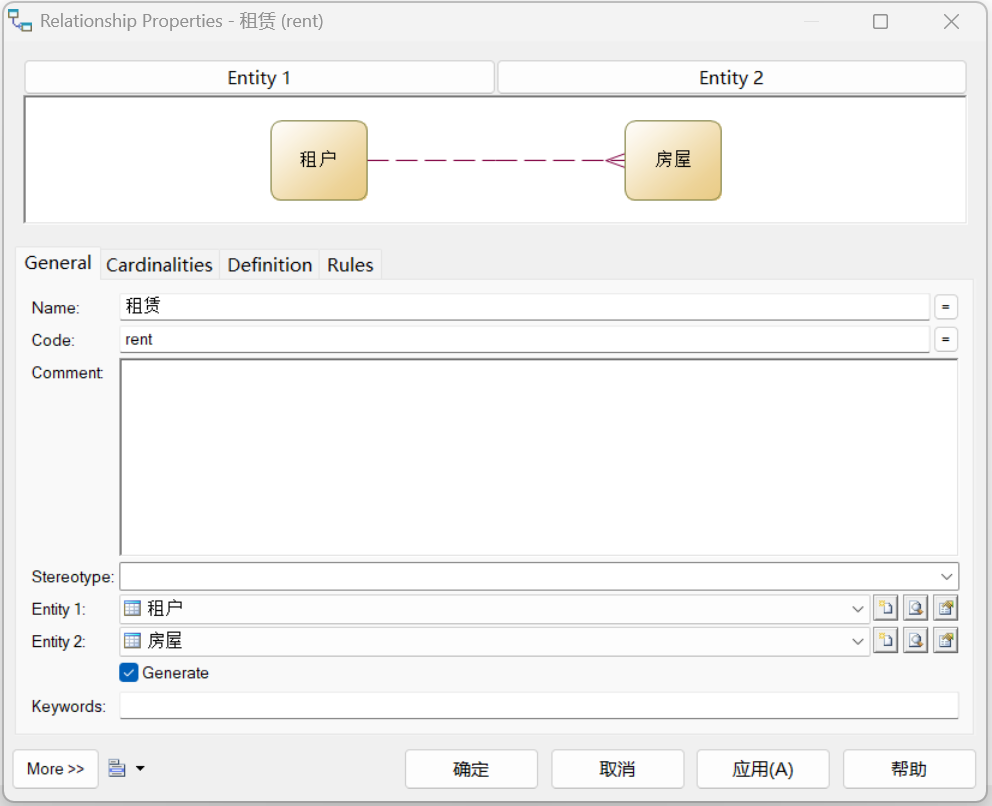 Relationship Properties - 租赁 (rent)
Entity 1 Entity 2
租户 房屋
General Cardinalities Definition Rules
Name: 租赁 =
Code: rent =
Comment:
Stereotype:
Entity 1: 租户
Entity 2: 房屋
Generate
Keywords:
More >> 确定 取消 应用(A) 帮助